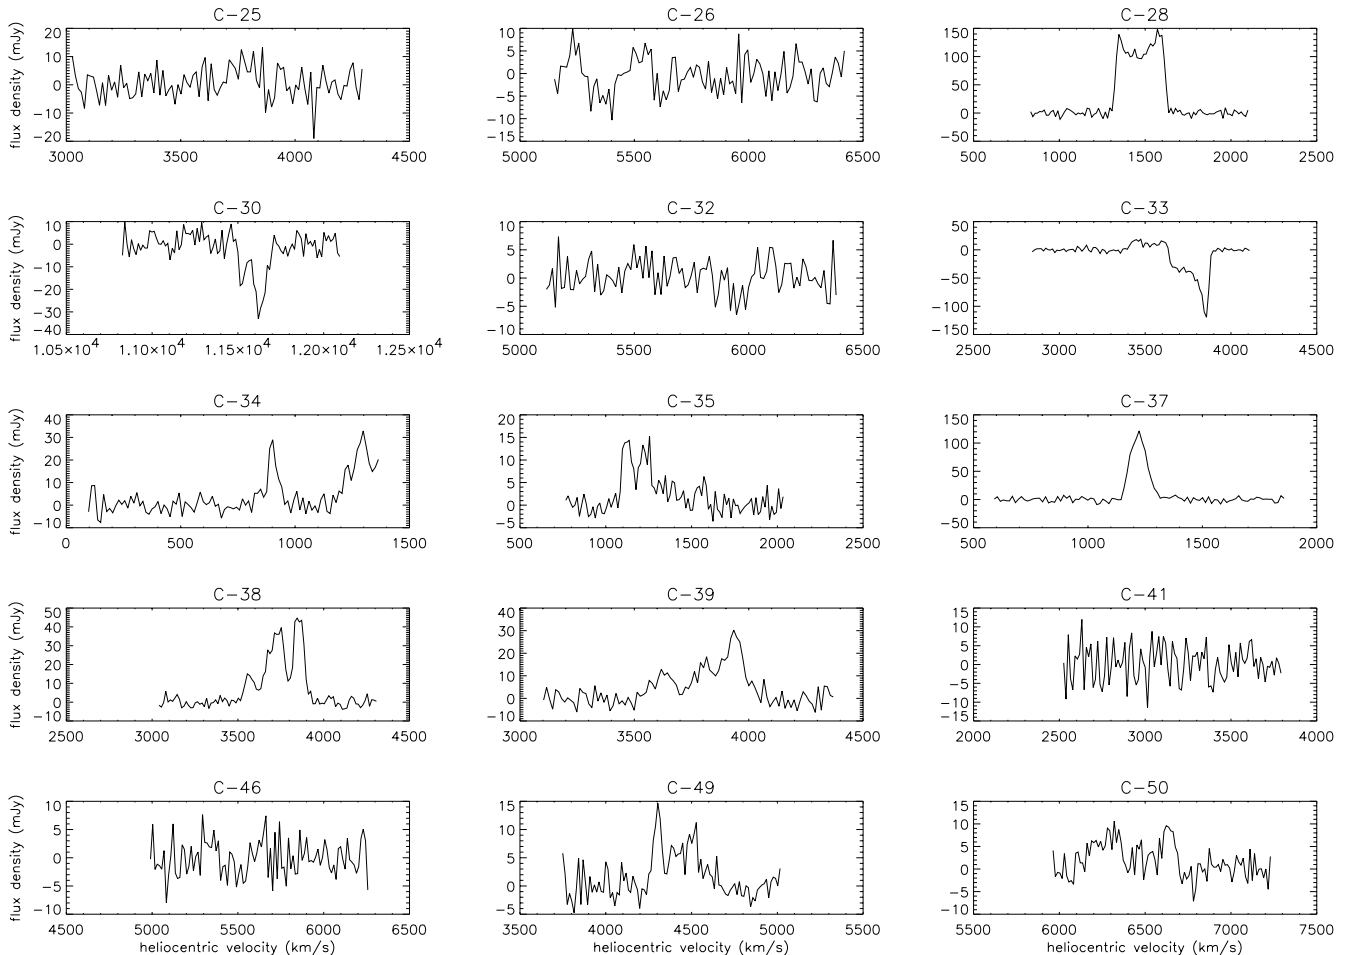 C-25 C-26 C-28
flux density (mJy)
20 10 0 -10 -20
3000 3500 4000 4500
10 5 0 -5 -10 -15
5000 5500 6000 6500
150 100 50 0 -50
500 1000 1500 2000 2500
C-30 C-32 C-33
flux density (mJy)
10 0 -10 -20 -30 -40
1.05×10⁴ 1.10×10⁴ 1.15×10⁴ 1.20×10⁴ 1.25×10⁴
10 5 0 -5 -10
5000 5500 6000 6500
50 0 -50 -100 -150
2500 3000 3500 4000 4500
C-34 C-35 C-37
flux density (mJy)
40 30 20 10 0 -10
0 500 1000 1500
20 15 10 5 0 -5
500 1000 1500 2000 2500
150 100 50 0 -50
500 1000 1500 2000
C-38 C-39 C-41
flux density (mJy)
50 40 30 20 10 0 -10
2500 3000 3500 4000 4500
40 30 20 10 0 -10
3000 3500 4000 4500
15 10 5 0 -5 -10 -15
2000 2500 3000 3500 4000
C-46 C-49 C-50
flux density (mJy)
10 5 0 -5 -10
4500 5000 5500 6000 6500
15 10 5 0 -5
3500 4000 4500 5000 5500
15 10 5 0 -5 -10
5500 6000 6500 7000 7500
heliocentric velocity (km/s) heliocentric velocity (km/s) heliocentric velocity (km/s)